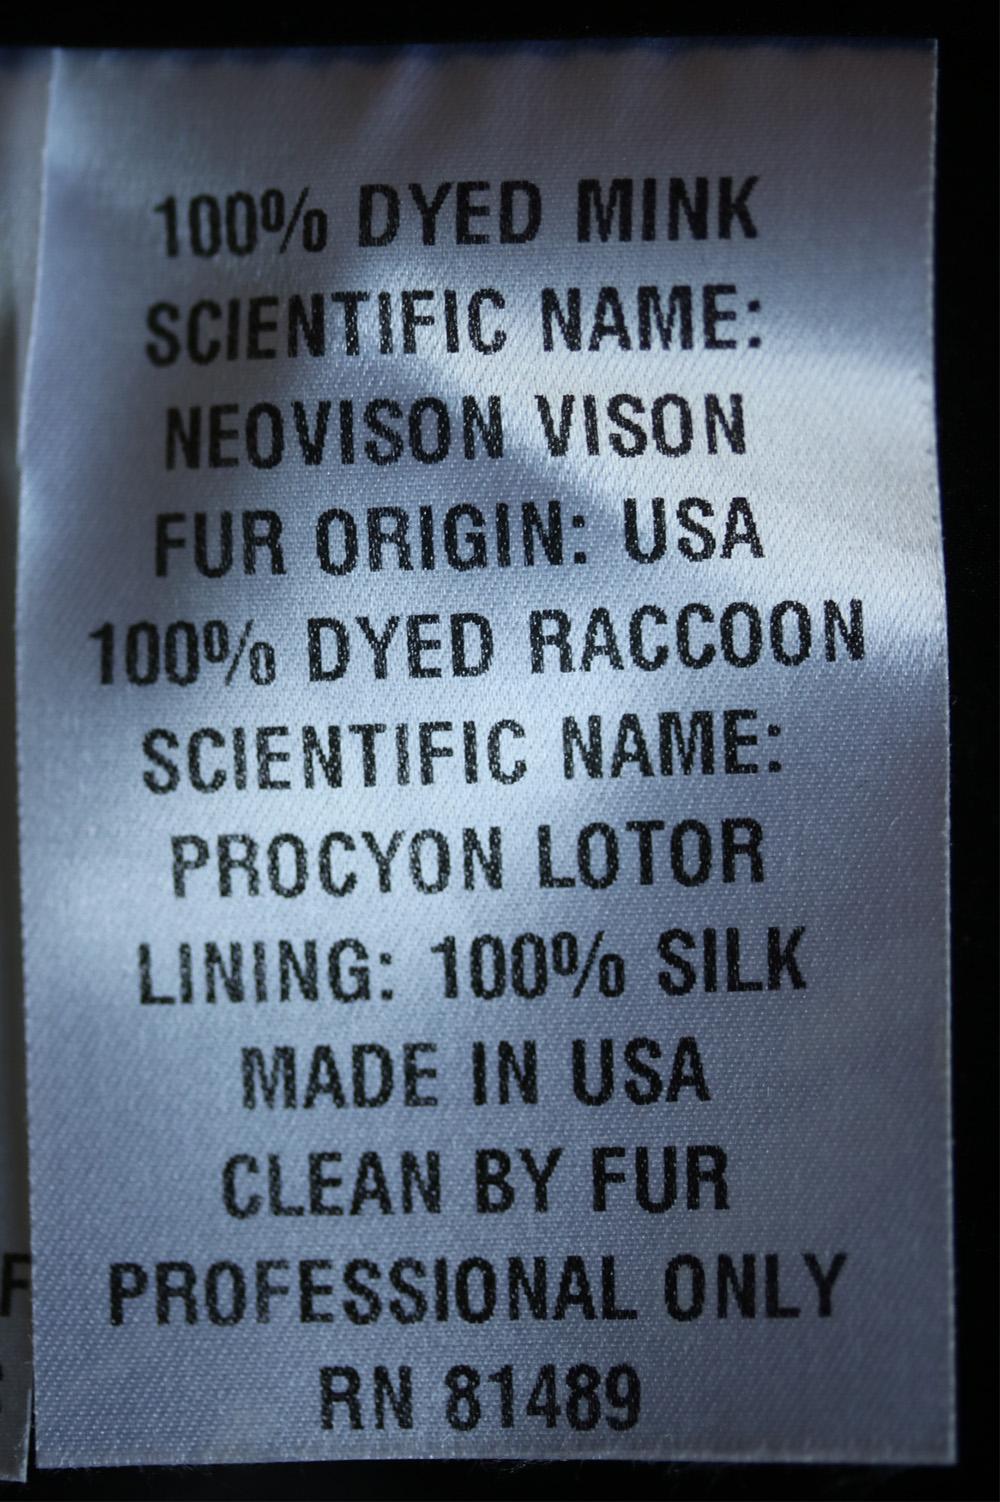 100% DYED MINK
SCIENTIFIC NAME:
NEOVISON VISON
FUR ORIGIN: USA
100% DYED RACCOON
SCIENTIFIC NAME:
PROCYON LOTOR
LINING: 100% SILK
MADE IN USA
CLEAN BY FUR
PROFESSIONAL ONLY
RN 81489